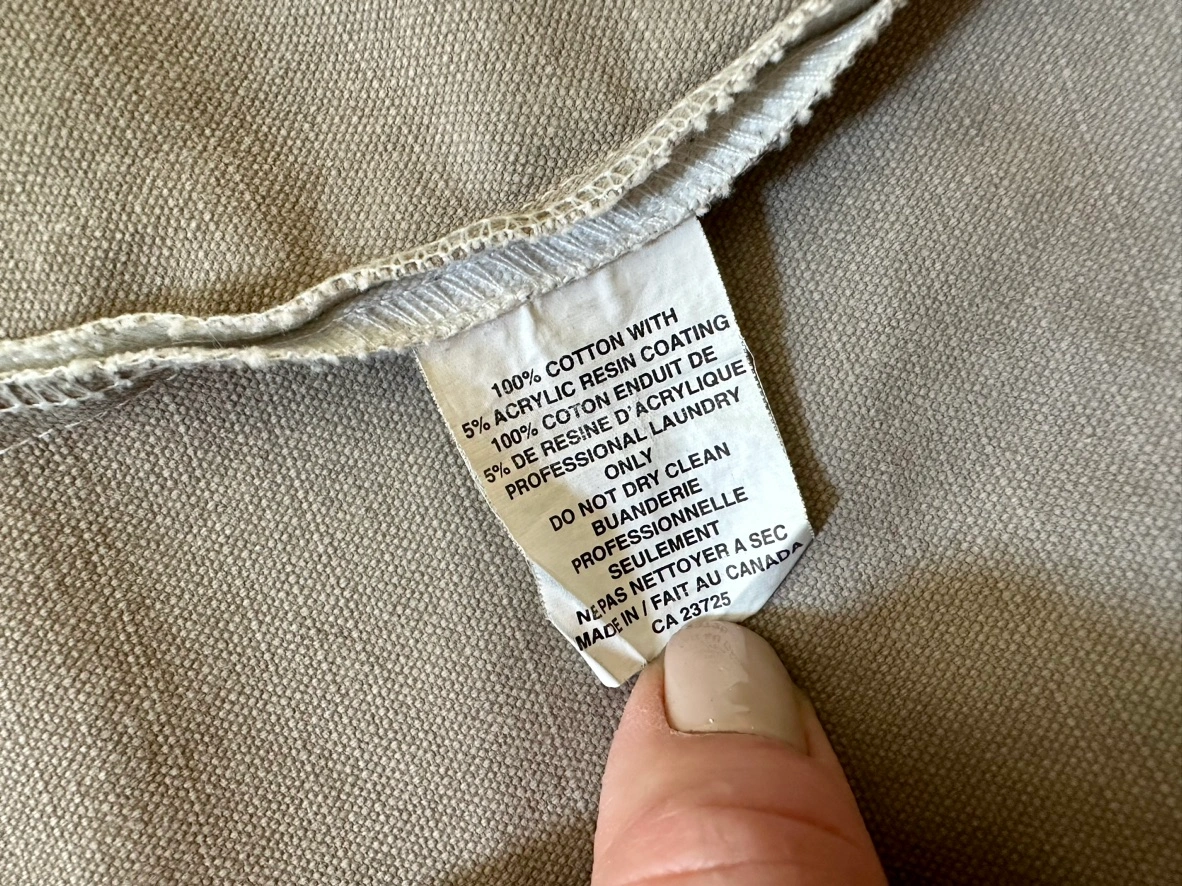 100% COTTON WITH
5% ACRYLIC RESIN COATING
100% COTON ENDUIT DE
5% DE RESINE D'ACRYLIQUE
PROFESSIONAL LAUNDRY
ONLY
DO NOT DRY CLEAN
BUANDERIE
PROFESSIONNELLE
SEULEMENT
NE PAS NETTOYER A SEC
MADE IN / FAIT AU CANADA
CA 23725